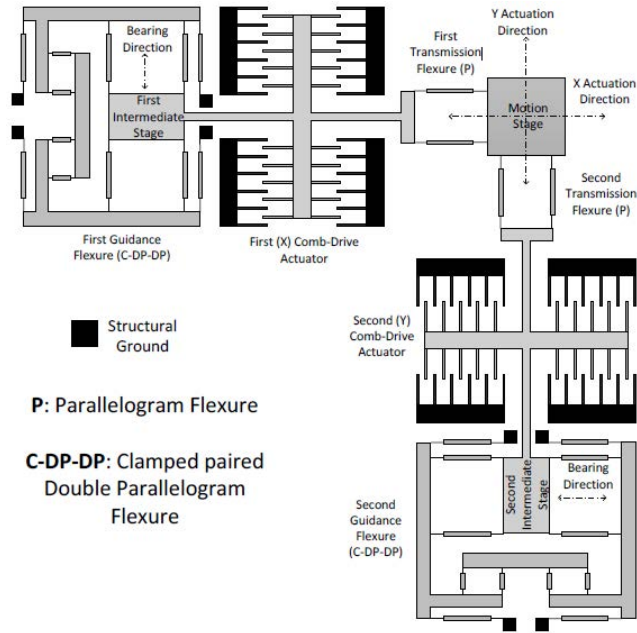 Bearing
Direction
First
Intermediate
Stage
First Guidance
Flexure (C-DP-DP)
First (X) Comb-Drive
Actuator
First
Transmission
Flexure (P)
Y Actuation
Direction
X Actuation
Direction
Motion
Stage
Second
Transmission
Flexure (P)
Structural
Ground
Second (Y)
Comb-Drive
Actuator
P: Parallelogram Flexure
C-DP-DP: Clamped paired
Double Parallelogram
Flexure
Second
Intermediate
Stage
Bearing
Direction
Second
Guidance
Flexure
(C-DP-DP)